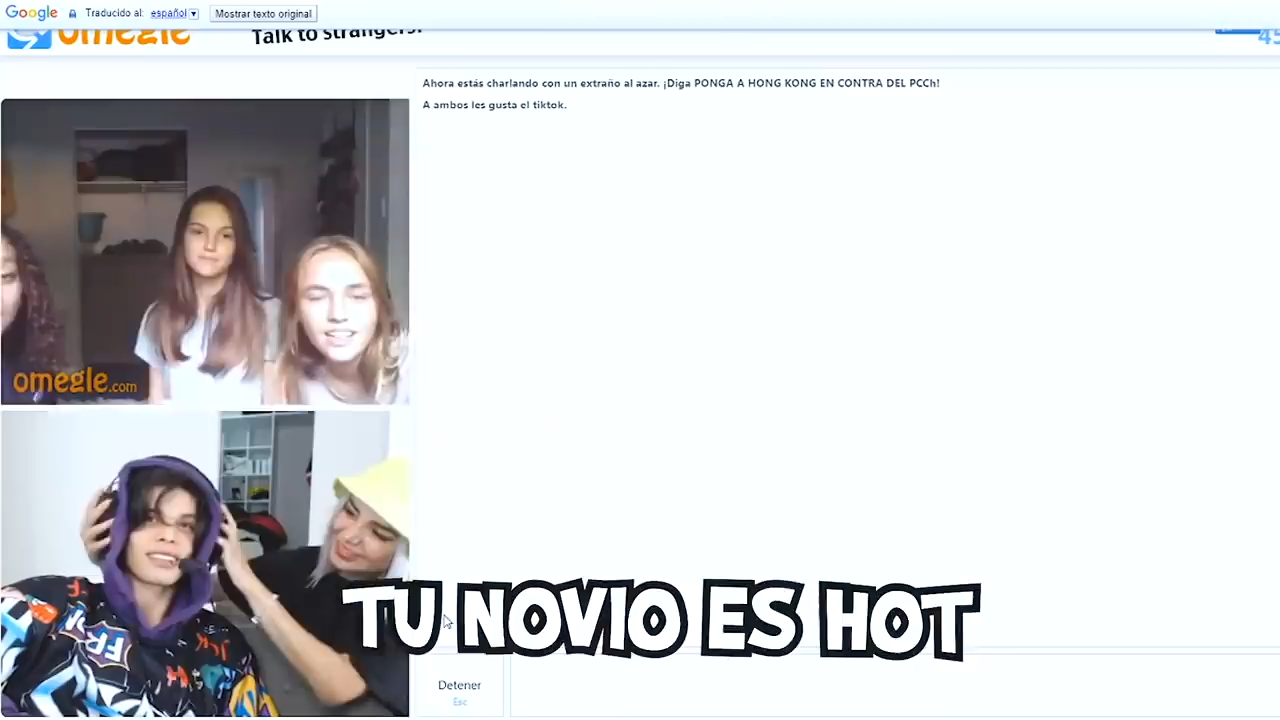 Google Traducido al: español Mostrar texto original
omegle Talk to strangers!
Ahora estás charlando con un extraño al azar. ¡Diga PONGA A HONG KONG EN CONTRA DEL PCCh!
A ambos les gusta el tiktok.
omegle.com
FRON
TU NOVIO ES HOT
Detener
Esc